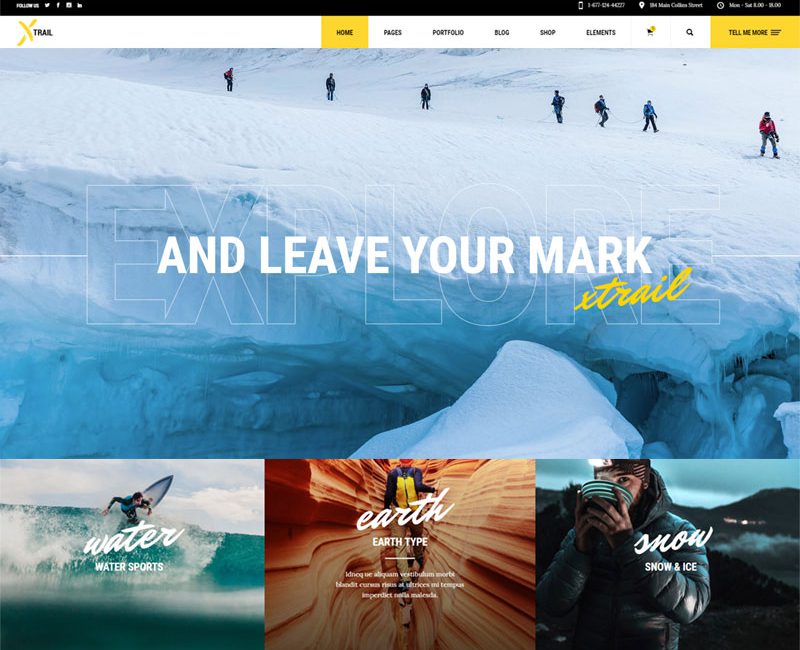 FOLLOW US
1-677-124-44227
184 Main Collins Street
Mon - Sat 8.00 - 18.00
X TRAIL
HOME
PAGES
PORTFOLIO
BLOG
SHOP
ELEMENTS
TELL ME MORE
EXPLORE
AND LEAVE YOUR MARK
xtrail
water
WATER SPORTS
earth
EARTH TYPE
Idneq ue aliquam vestibulum morbi
blandit cursus risus at ultrices mi tempus
imperdiet nulla malesda.
snow
SNOW & ICE